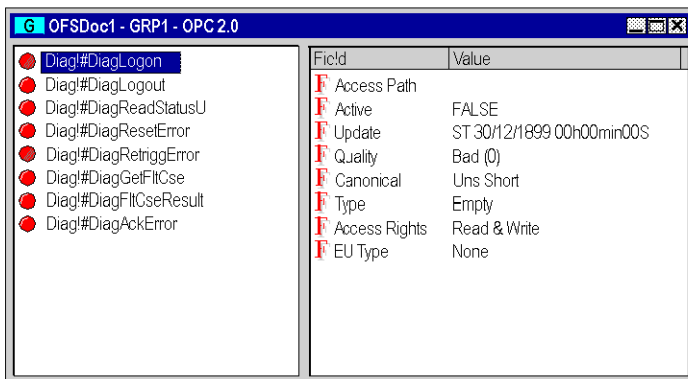 G OFSDoc1 - GRP1 - OPC 2.0
Diag!#DiagLogon
Diag!#DiagLogout
Diag!#DiagReadStatusU
Diag!#DiagResetError
Diag!#DiagRetriggError
Diag!#DiagGetFltCse
Diag!#DiagFltCseResult
Diag!#DiagAckError
Field Value
F Access Path
F Active FALSE
F Update ST 30/12/1899 00h00min00S
F Quality Bad (0)
F Canonical Uns Short
F Type Empty
F Access Rights Read & Write
F EU Type None